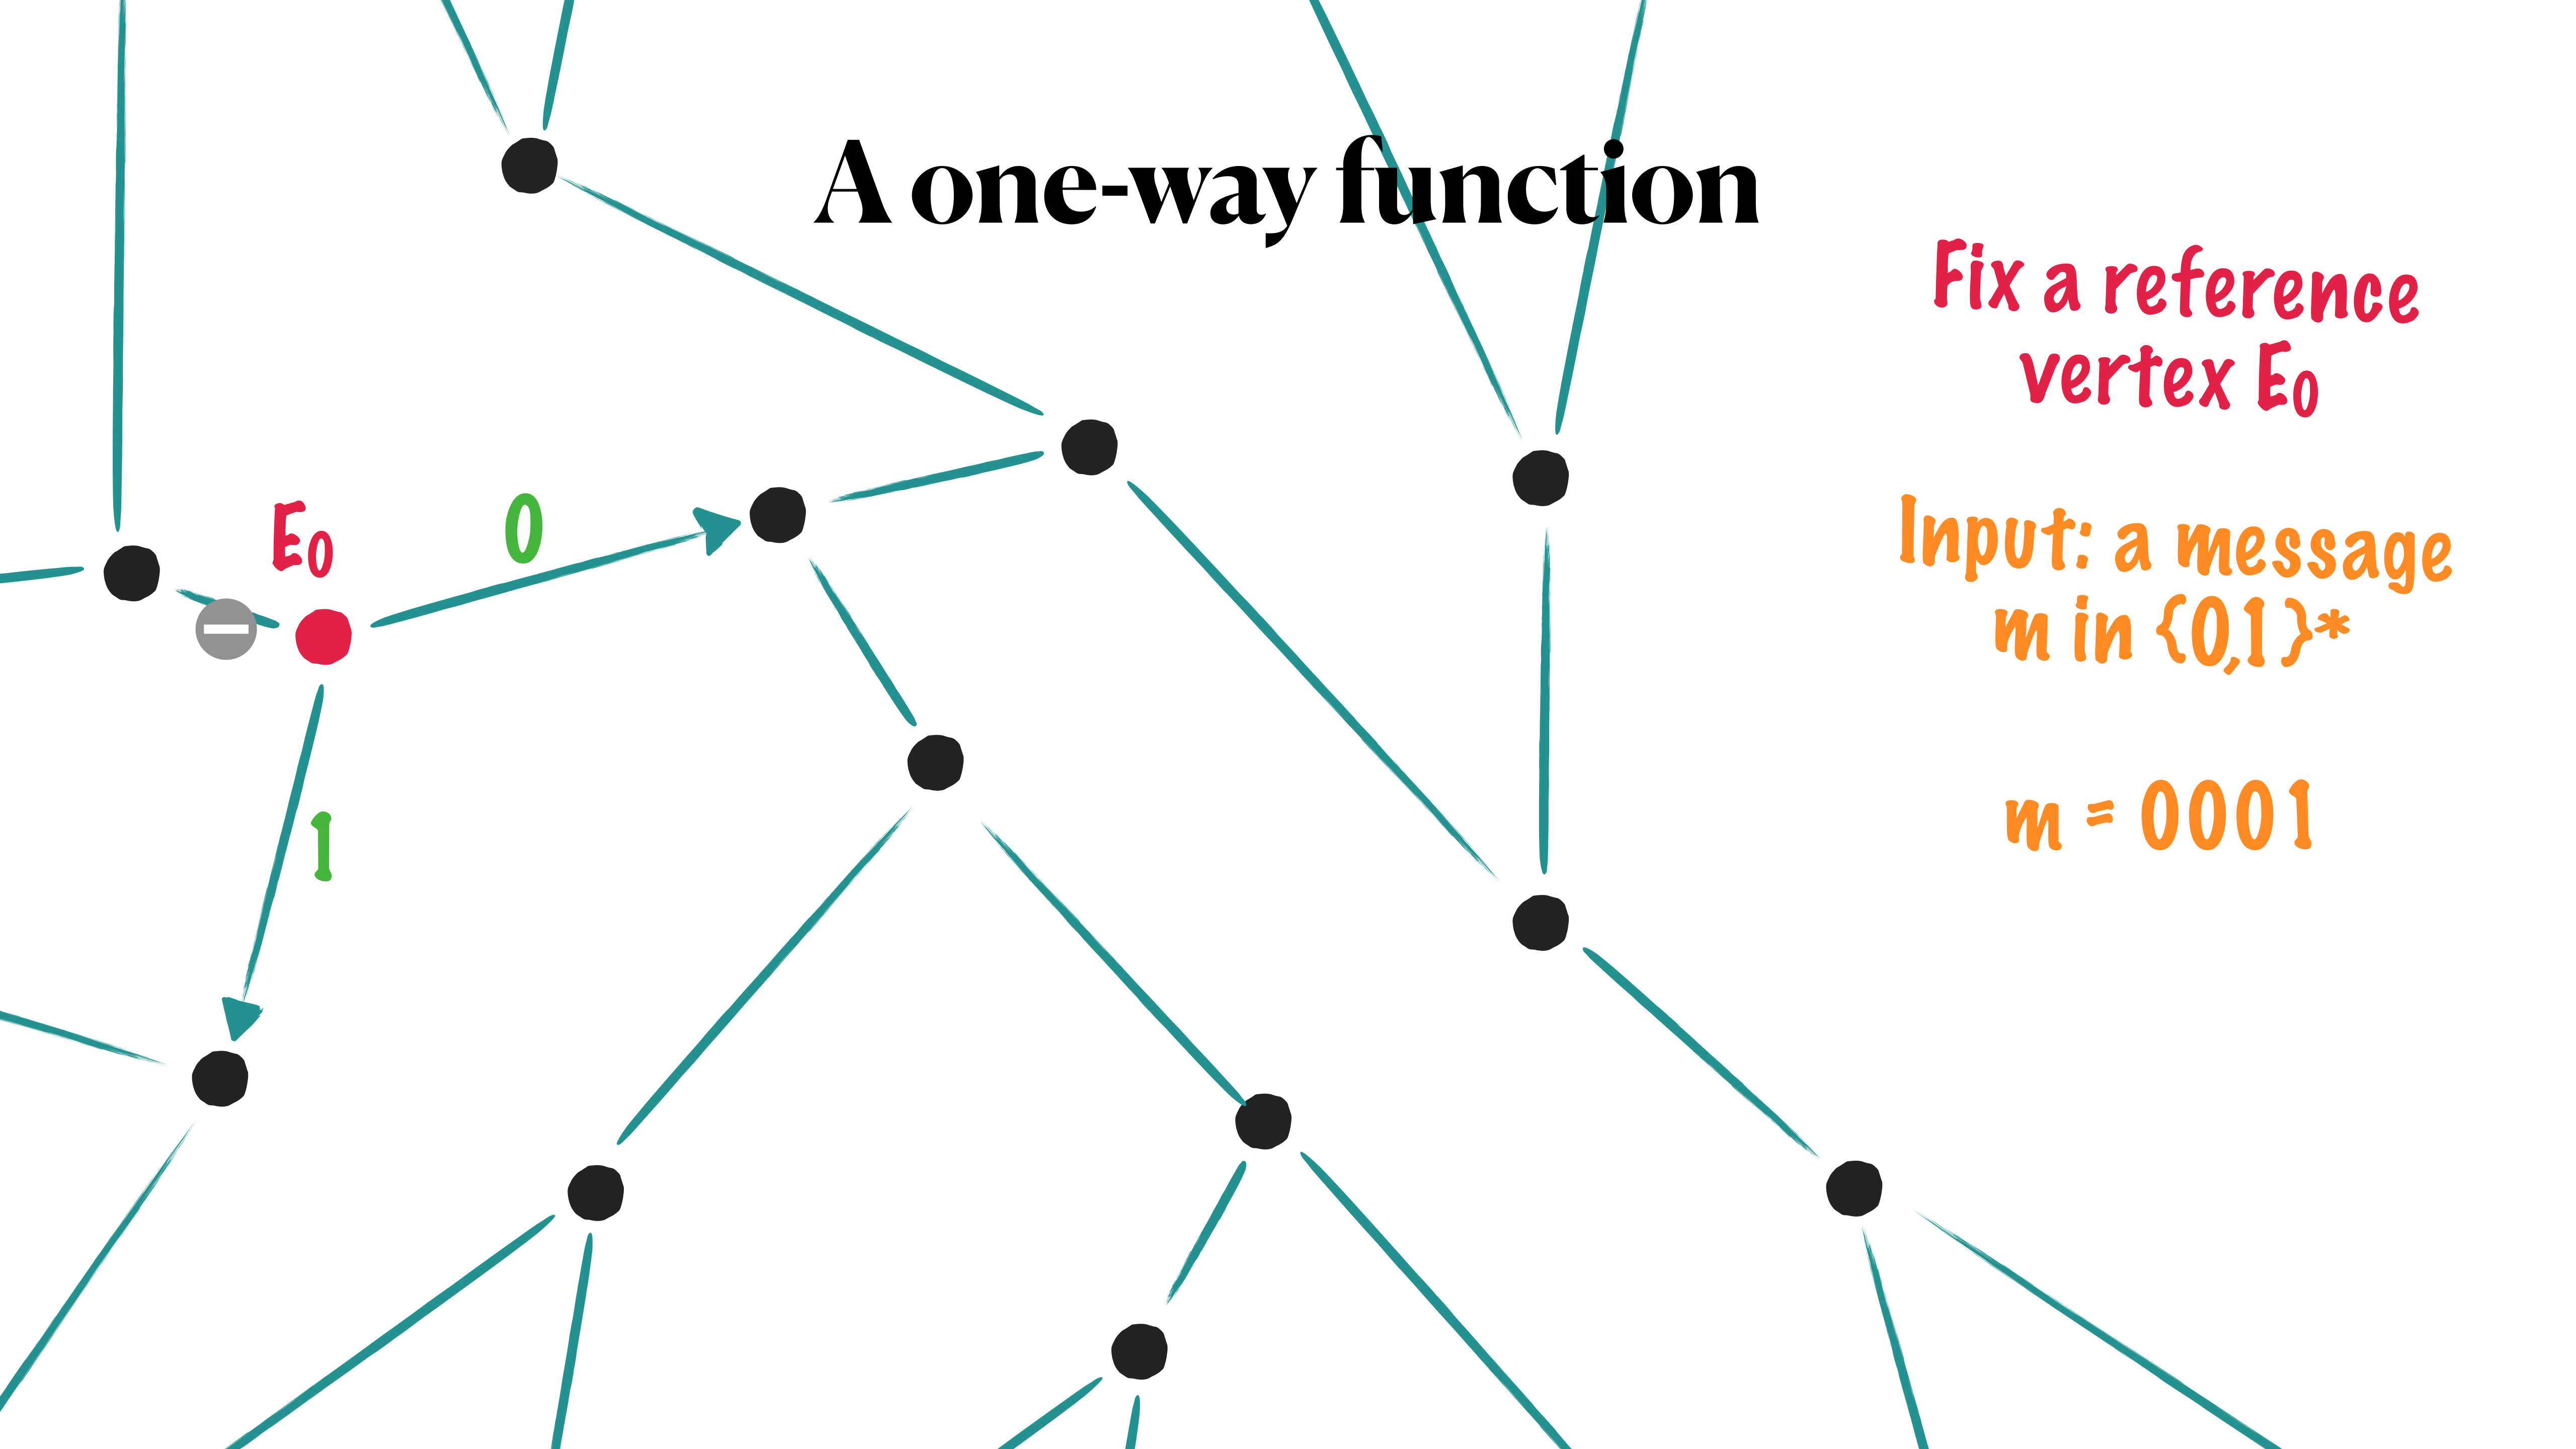 A one-way function
Fix a reference
vertex E₀
Input: a message
m in {0,1}*
m = 0001
E₀
0
1